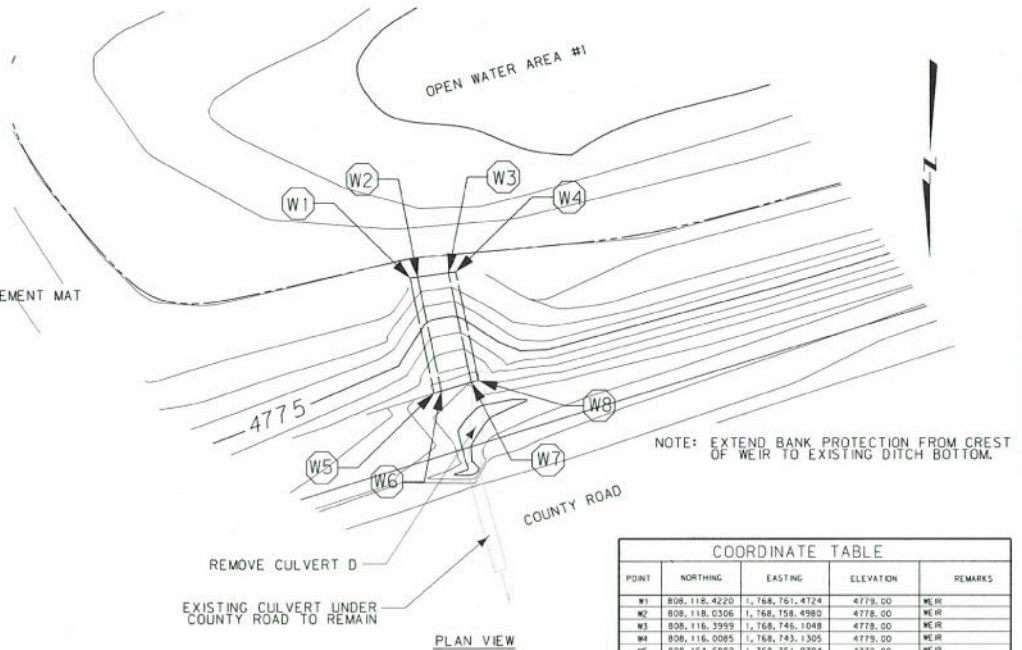 OPEN WATER AREA #1
W2
W3
W1
W4
N
EMENT MAT
4775
W8
NOTE: EXTEND BANK PROTECTION FROM CREST
OF WEIR TO EXISTING DITCH BOTTOM.
W5
W6
W7
COUNTY ROAD
REMOVE CULVERT D
EXISTING CULVERT UNDER
COUNTY ROAD TO REMAIN
PLAN VIEW
COORDINATE TABLE
POINT NORTHING EASTING ELEVATION REMARKS
W1 808,118.4220 1,768,761.4724 4779.00 WEIR
W2 808,118.0306 1,768,758.4980 4778.00 WEIR
W3 808,116.3999 1,768,746.1048 4778.00 WEIR
W4 808,116.0085 1,768,743.1305 4779.00 WEIR